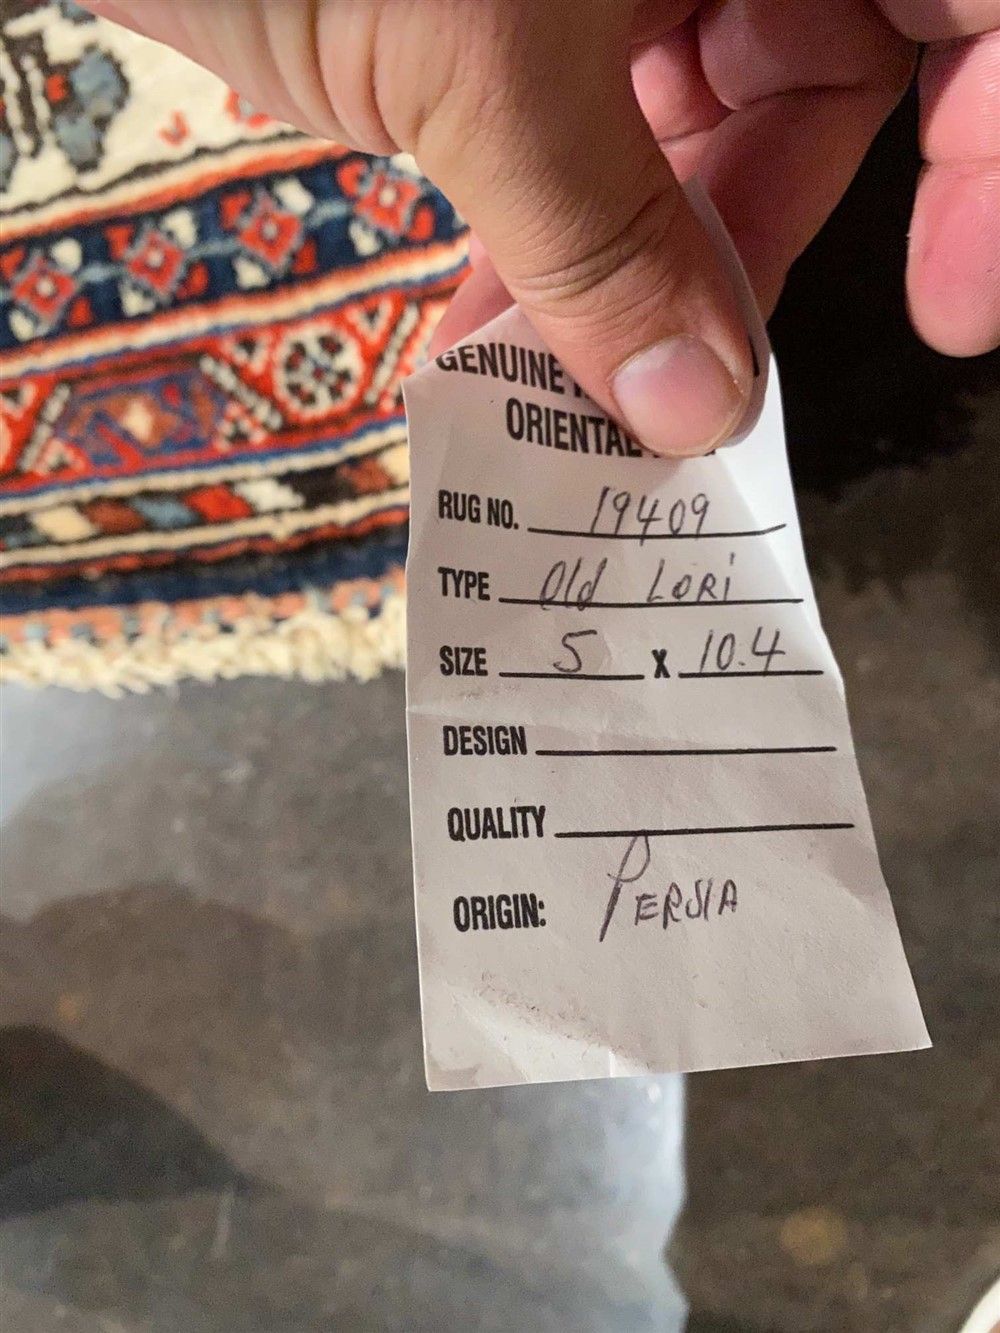 GENUINE
ORIENTAL
RUG NO. 19409
TYPE Old LORi
SIZE 5 X 10.4
DESIGN
QUALITY
ORIGIN: PERSIA